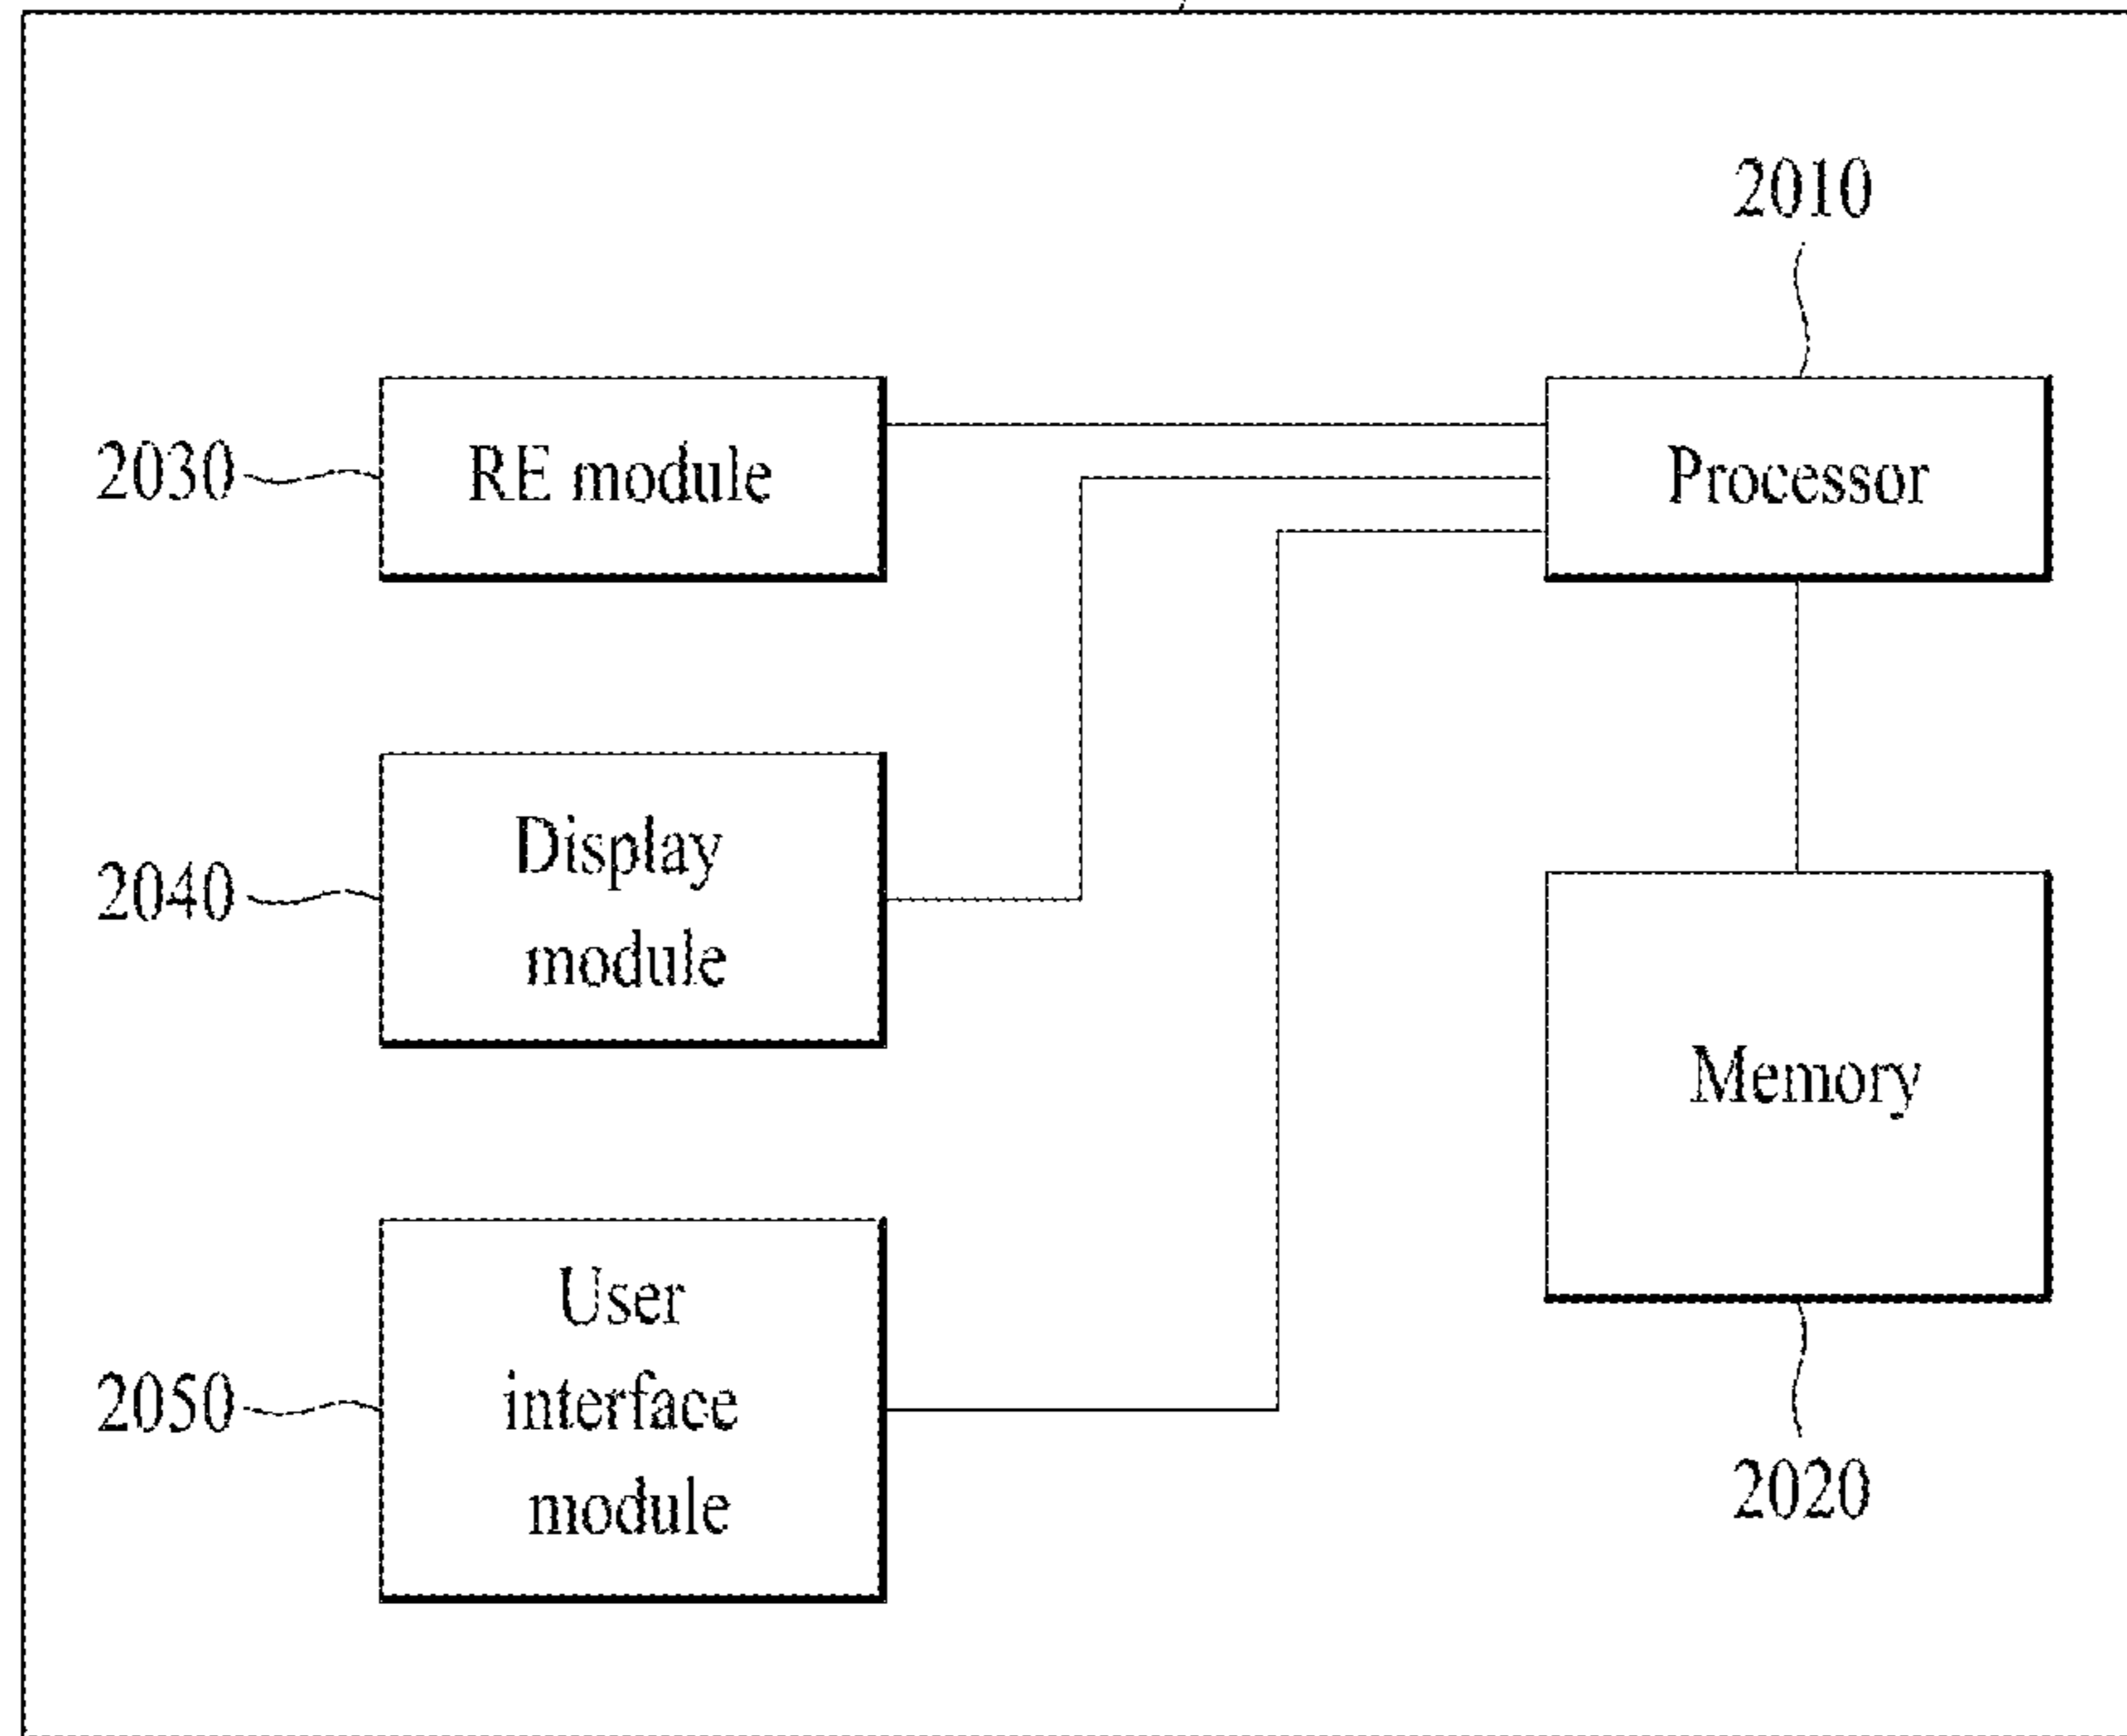 2010
2030
RE module
Processor
2040
Display
module
Memory
2050
User
interface
module
2020